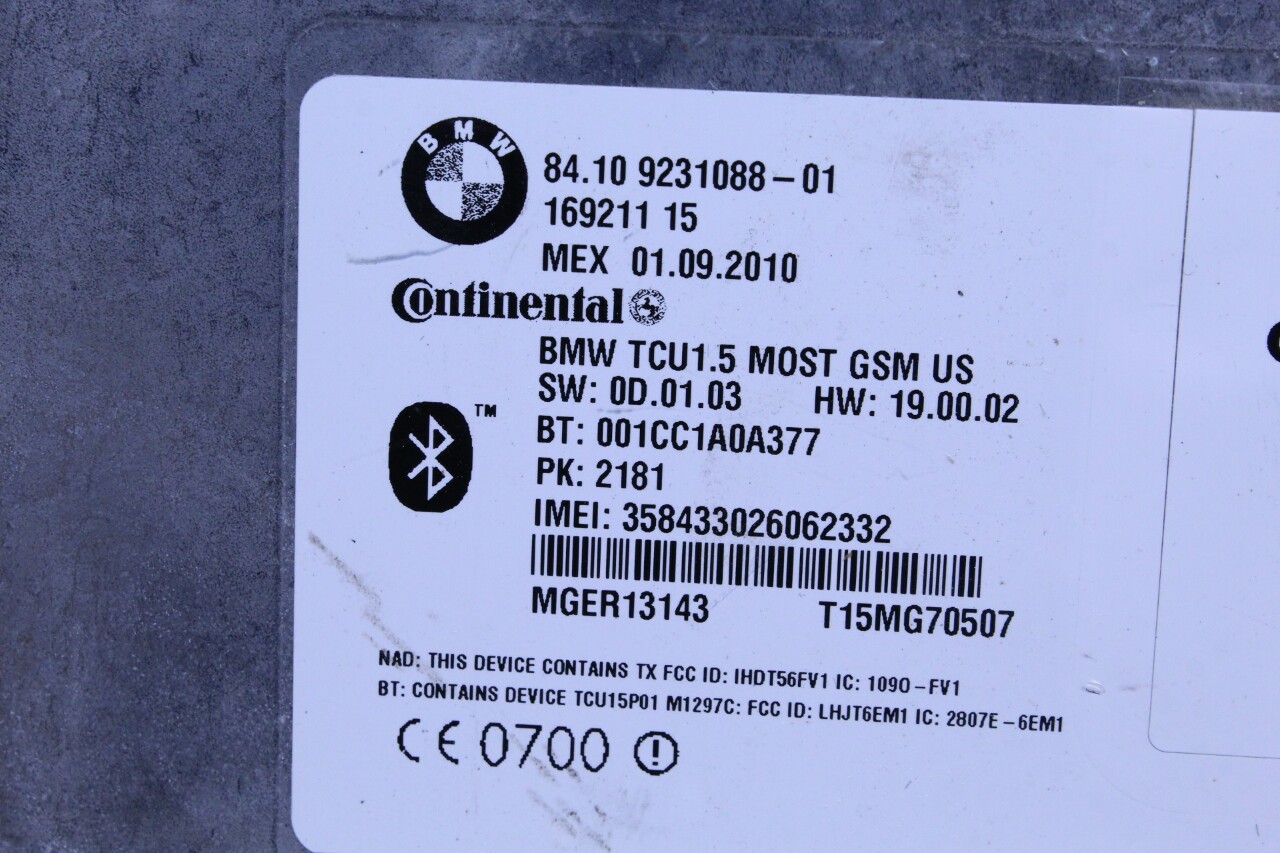 BMW
84.10 9231088-01
169211 15
MEX 01.09.2010
Continental
BMW TCU1.5 MOST GSM US
SW: 0D.01.03 HW: 19.00.02
BT: 001CC1A0A377
TM
PK: 2181
IMEI: 358433026062332
MGER13143 T15MG70507
NAD: THIS DEVICE CONTAINS TX FCC ID: IHDT56FV1 IC: 1090-FV1
BT: CONTAINS DEVICE TCU15P01 M1297C: FCC ID: LHJT6EM1 IC: 2807E-6EM1
CE 0700 !